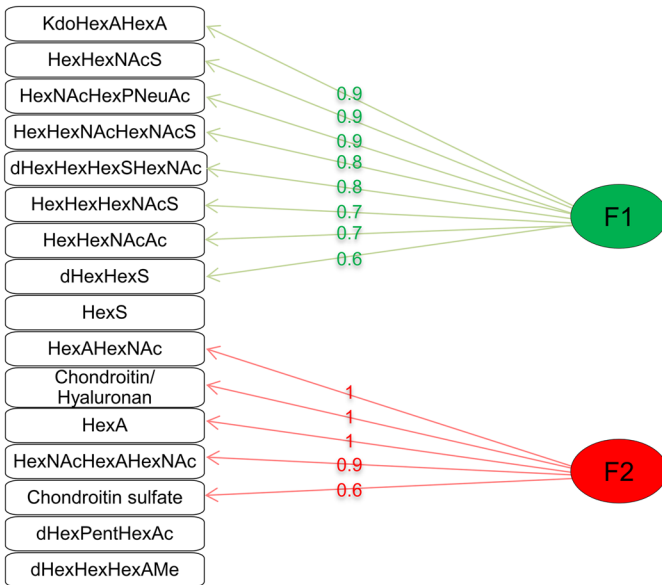 KdoHexAHexA
HexHexNAcS
HexNAcHexPNeuAc
HexHexNAcHexNAcS
dHexHexHexSHexNAc
HexHexHexNAcS
HexHexNAcAc
dHexHexS
HexS
HexAHexNAc
Chondroitin/
Hyaluronan
HexA
HexNAcHexAHexNAc
Chondroitin sulfate
dHexPentHexAc
dHexHexHexAMe
0.9
0.9
0.9
0.8
0.8
0.7
0.7
0.6
F1
1
1
1
0.9
0.6
F2